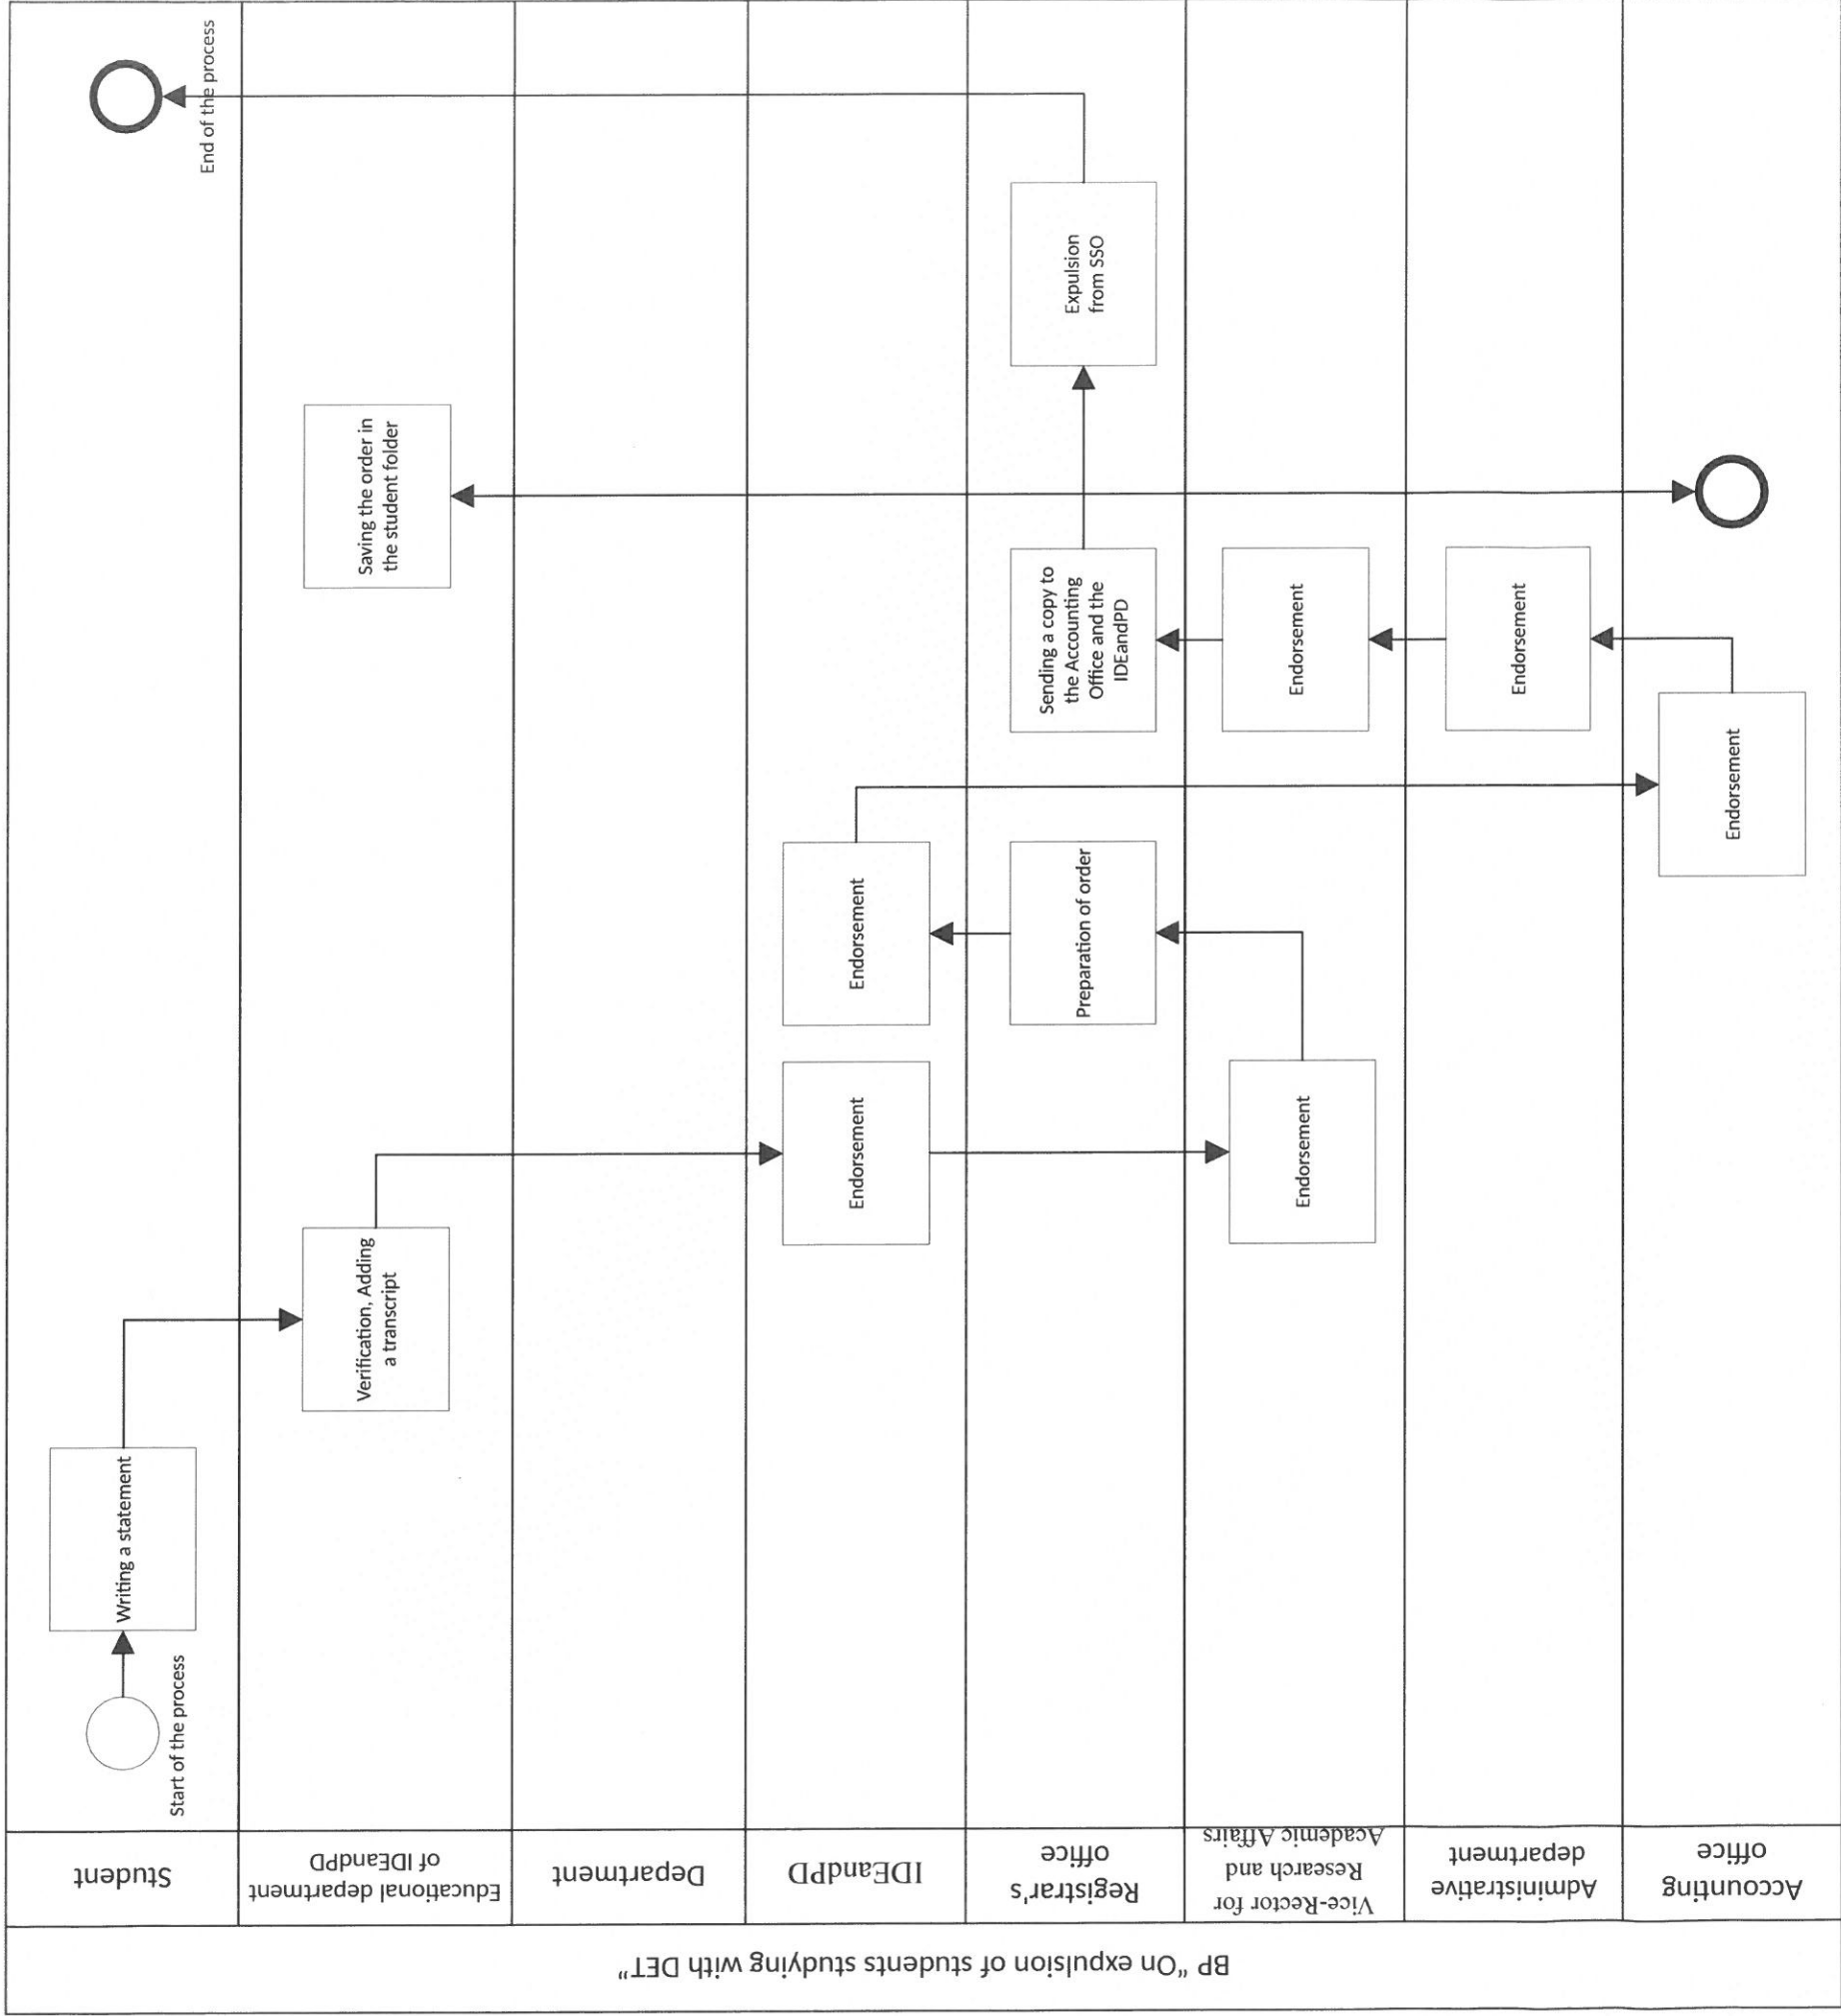 BP “On expulsion of students studying with DET”
Student
Start of the process
Writing a statement
End of the process
Educational department
of IDEandPD
Verification, Adding
a transcript
Saving the order in
the student folder
Department
IDEandPD
Endorsement
Endorsement
Registrar's
office
Preparation of order
Sending a copy to
the Accounting
Office and the
IDEandPD
Expulsion
from SSO
Vice-Rector for
Research and
Academic Affairs
Endorsement
Endorsement
Administrative
department
Endorsement
Accounting
office
Endorsement